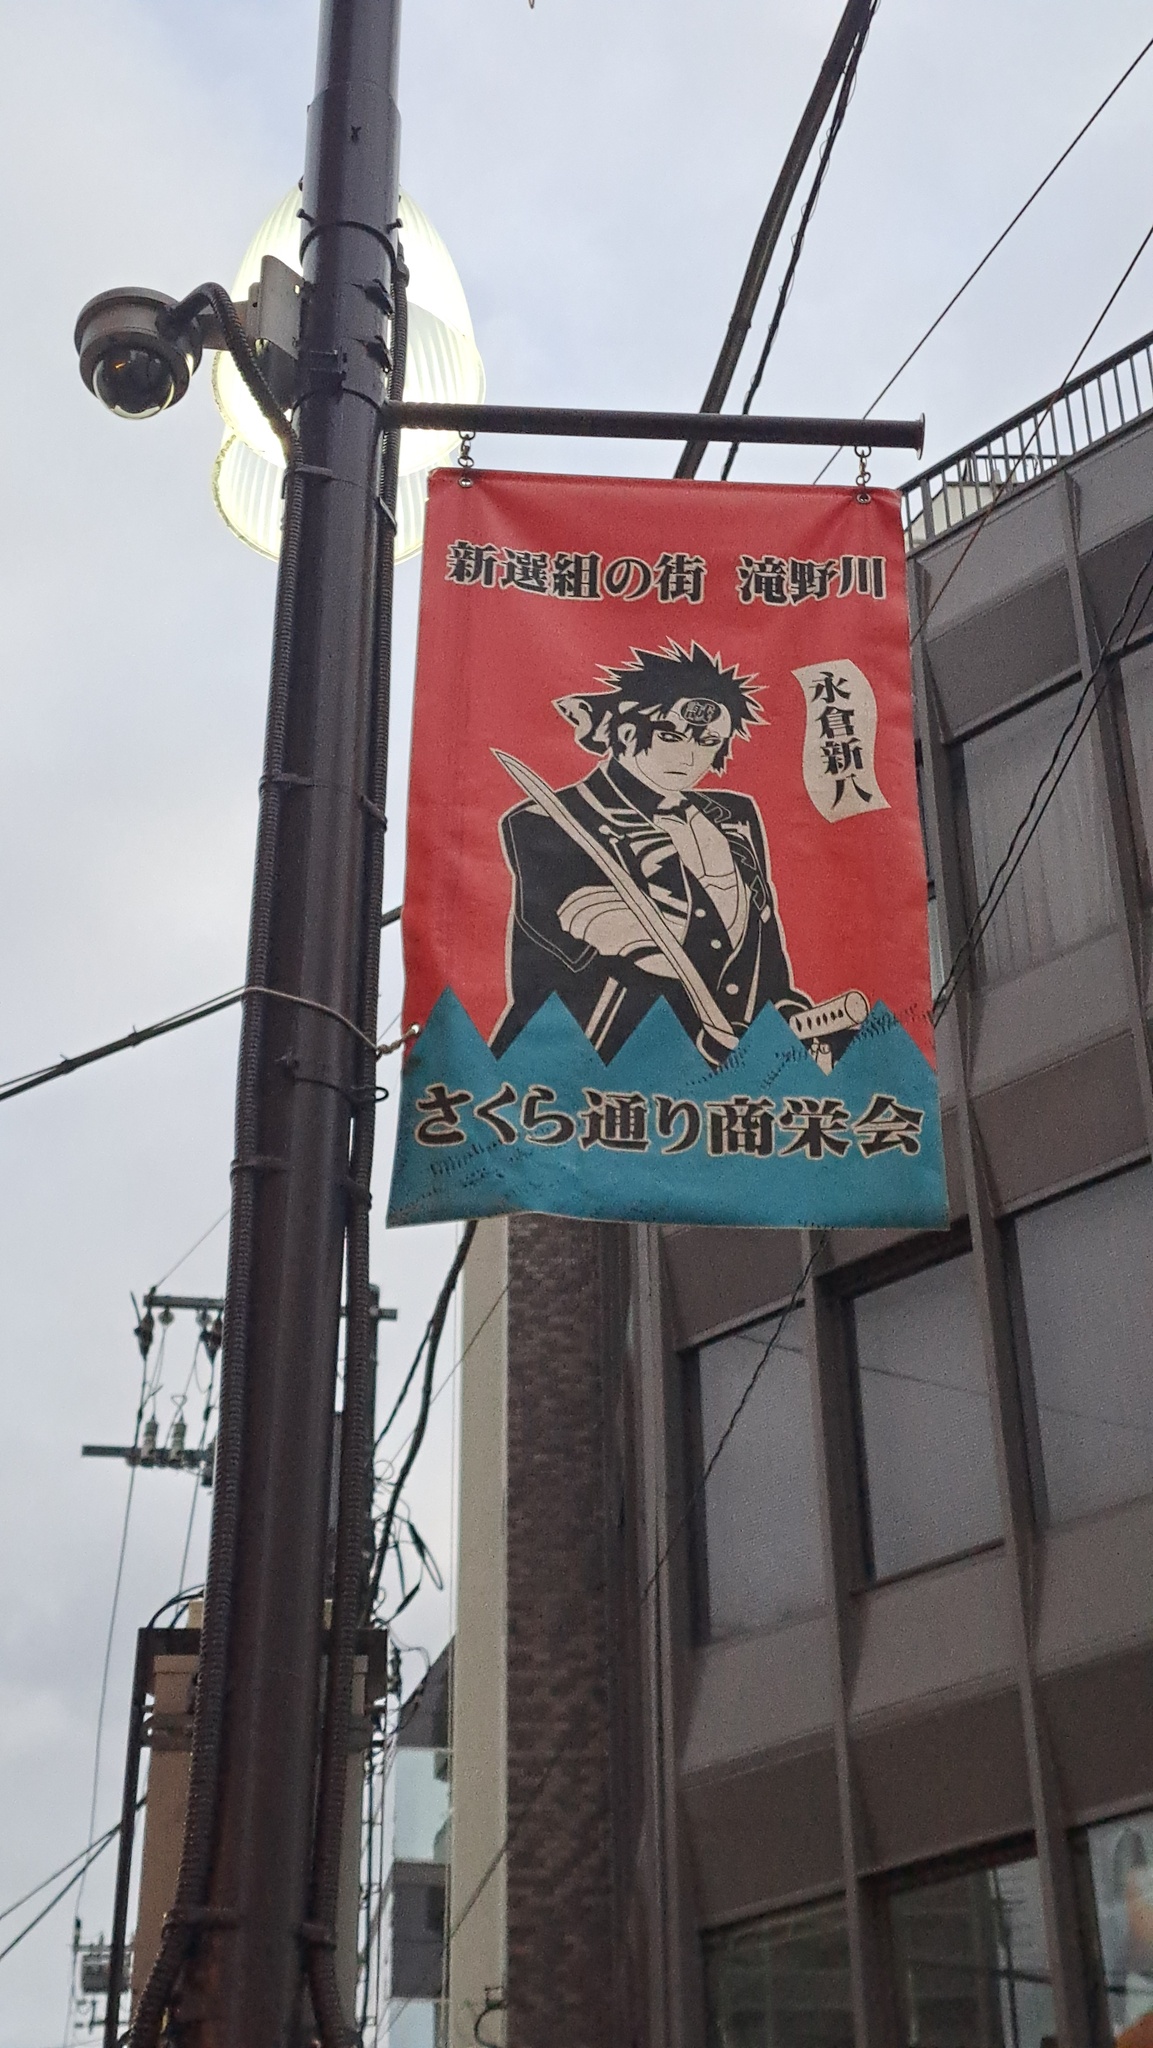 新選組の街 滝野川
誠
永倉新八
さくら通り商栄会